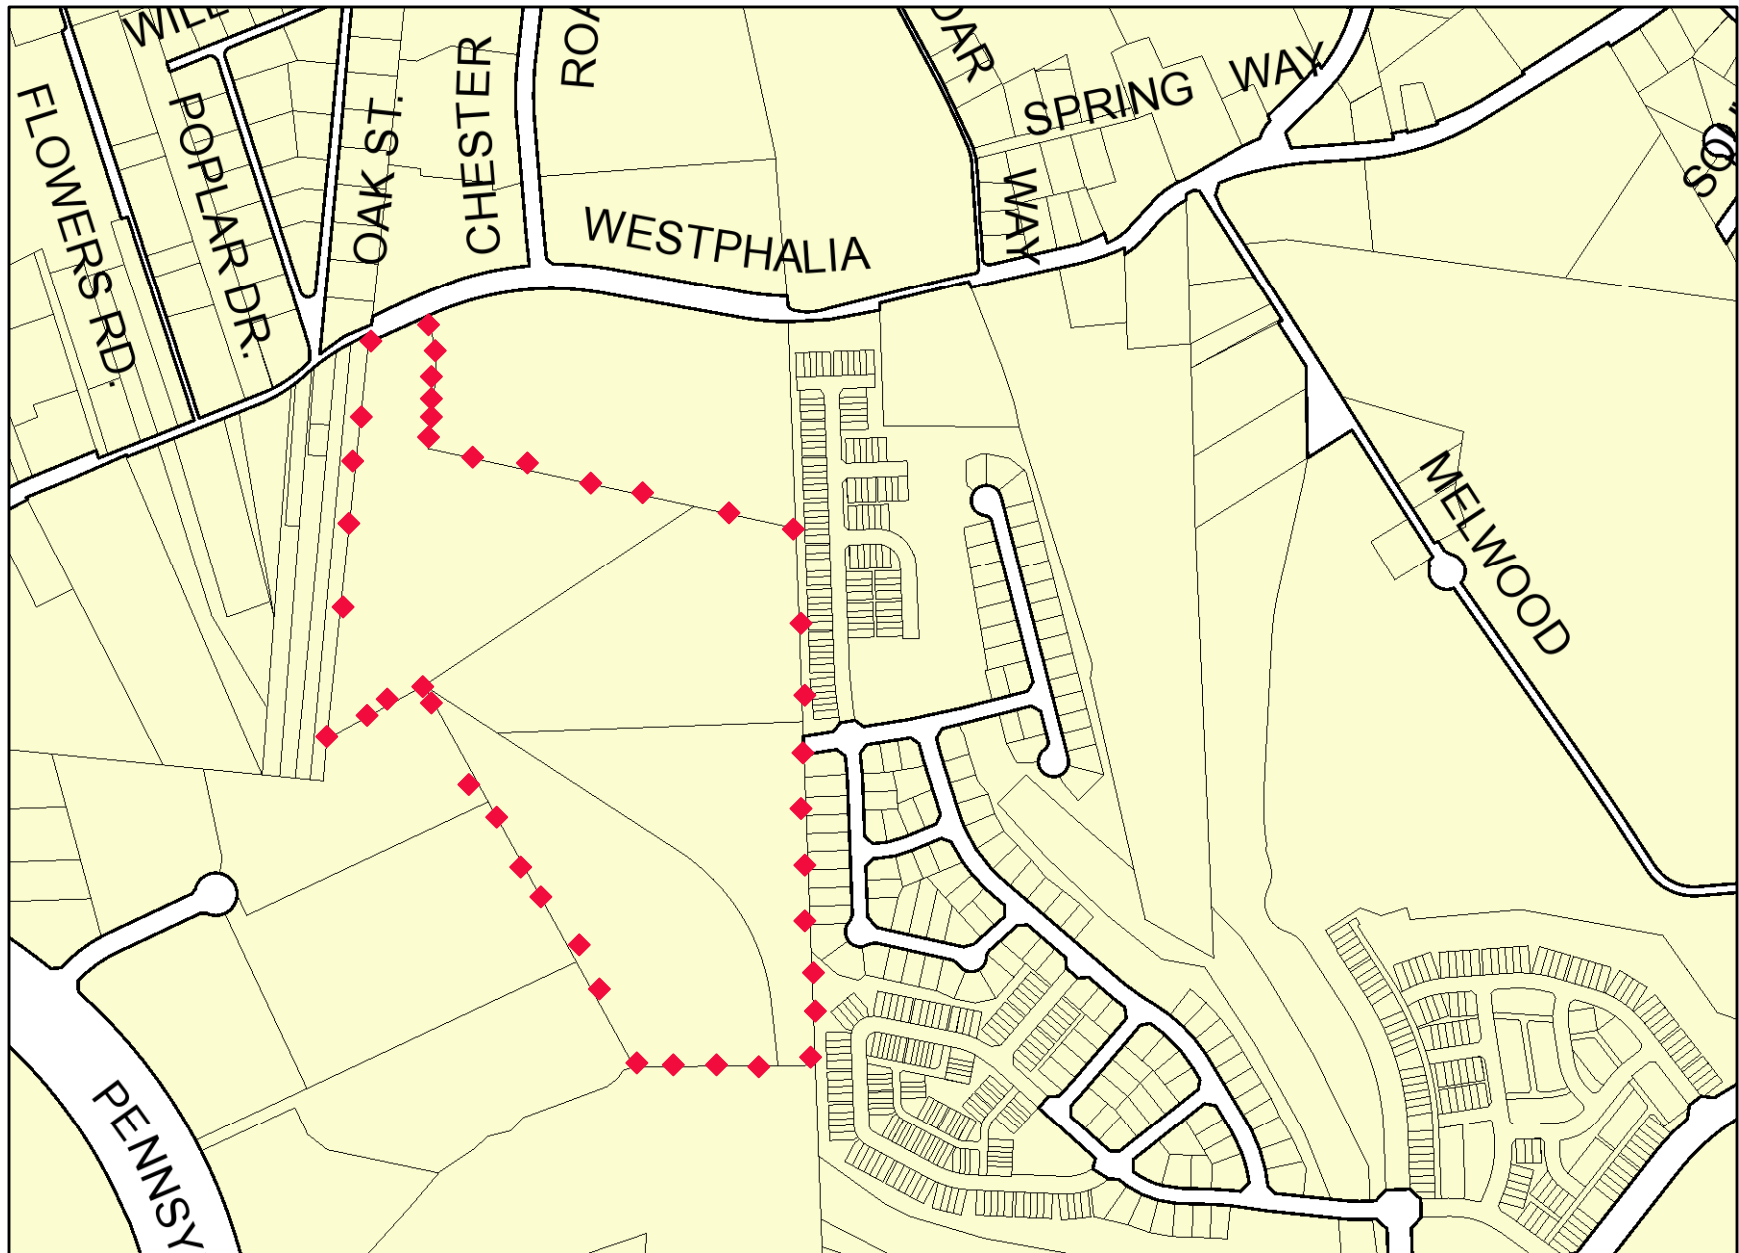 FLOWERS RD.
POPLAR DR.
OAK ST.
CHESTER
WESTPHALIA
SPRING WAY
WAY
MELWOOD
PENNSY